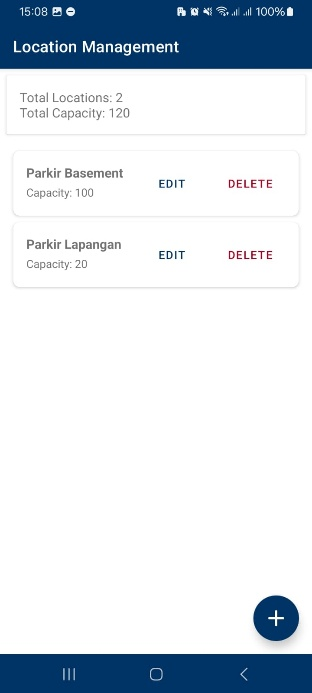 15:08 100%
Location Management
Total Locations: 2
Total Capacity: 120
Parkir Basement
Capacity: 100
EDIT DELETE
Parkir Lapangan
Capacity: 20
EDIT DELETE